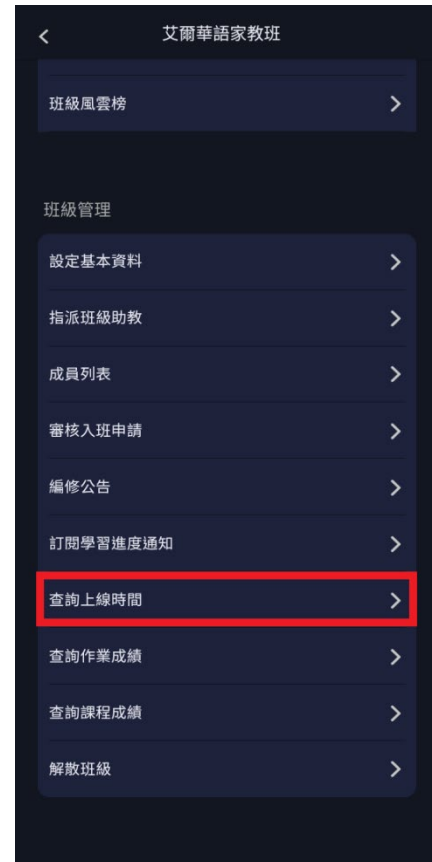 艾爾華語家教班
班級風雲榜
班級管理
設定基本資料
指派班級助教
成員列表
審核入班申請
編修公告
訂閱學習進度通知
查詢上線時間
查詢作業成績
查詢課程成績
解散班級